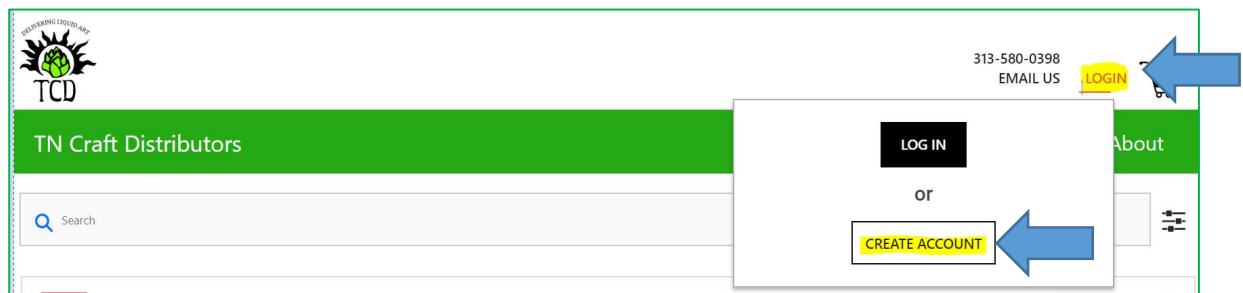 DELIVERING LIQUID ART
TCD
313-580-0398
EMAIL US
LOGIN
TN Craft Distributors
About
LOG IN
or
Search
CREATE ACCOUNT